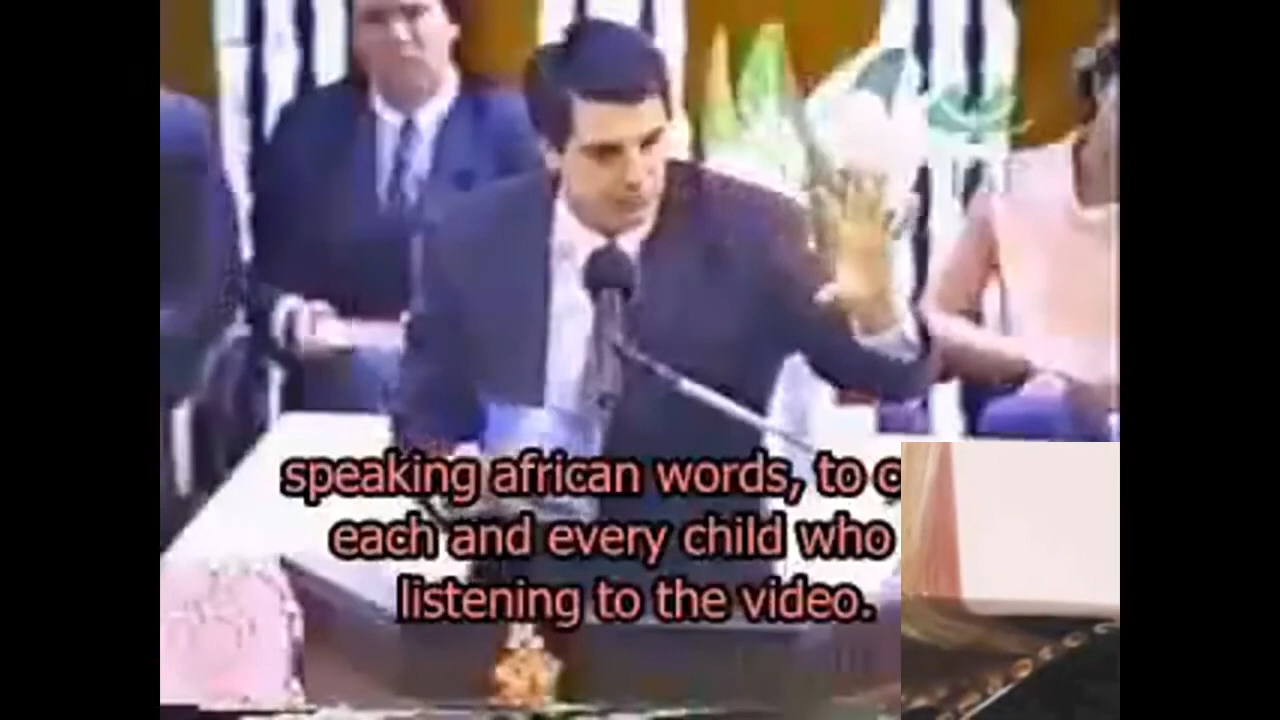 speaking african words, to
each and every child who
listening to the video.